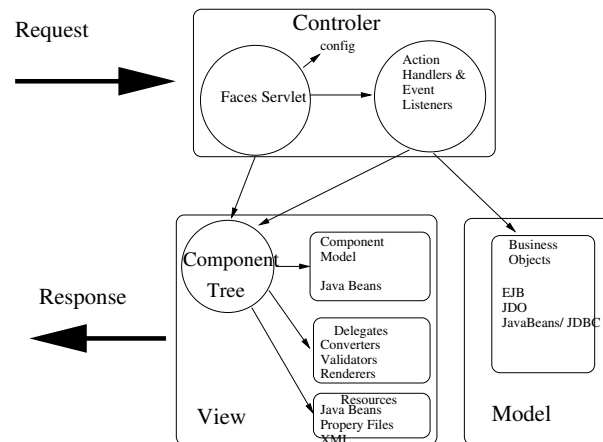 Request
Controler
config
Faces Servlet
Action
Handlers &
Event
Listeners
Response
Component
Tree
Component
Model
Java Beans
Delegates
Converters
Validators
Renderers
Resources
Java Beans
Propery Files
XML
View
Business
Objects
EJB
JDO
JavaBeans/ JDBC
Model